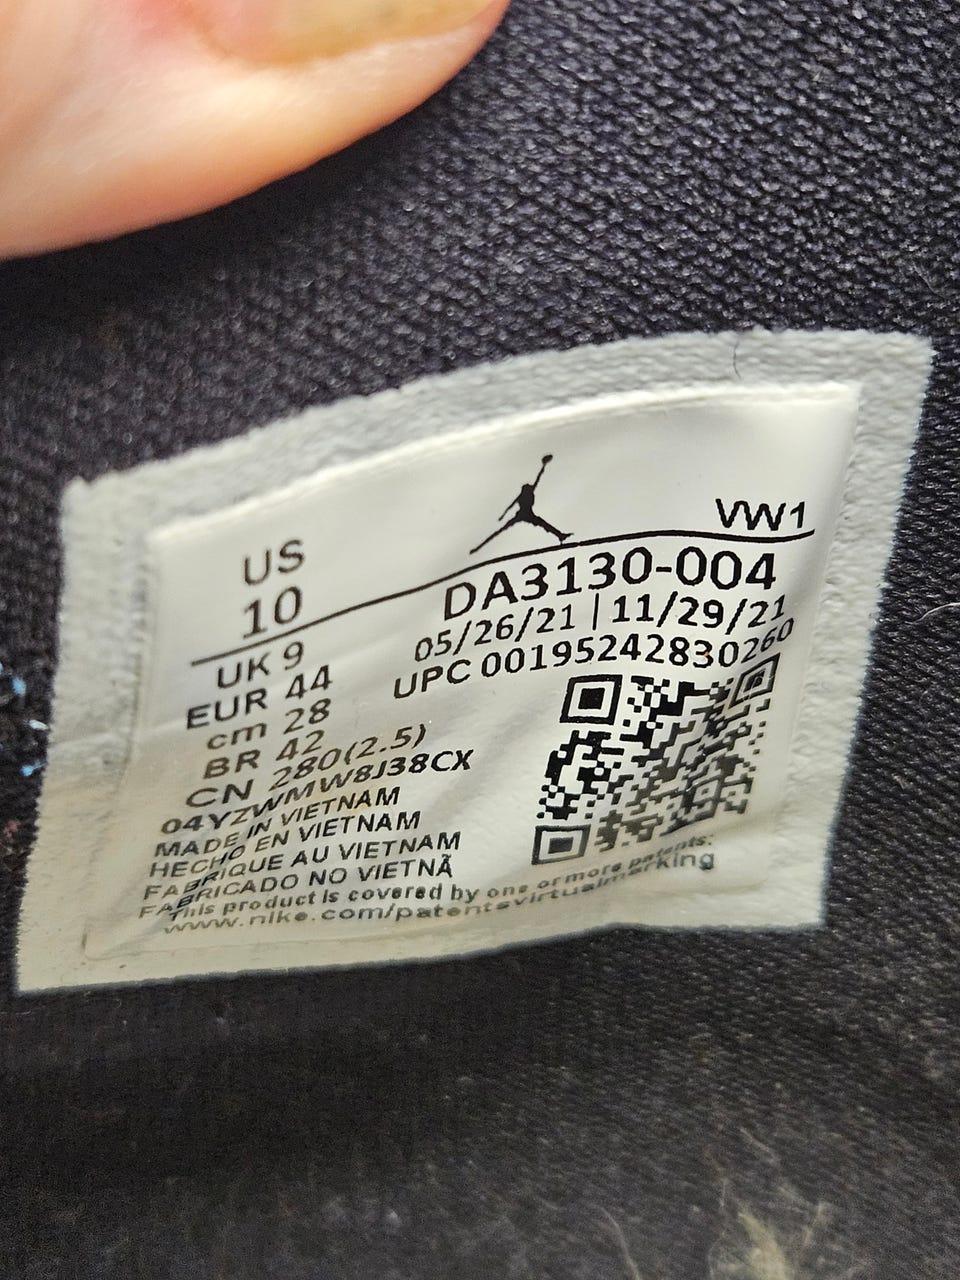 VW1
US
10
DA3130-004
05/26/21 | 11/29/21
UPC 00195242830260
UK 9
EUR 44
cm 28
BR 42
CN 280(2.5)
04YZWMW8J38CX
MADE IN VIETNAM
HECHO EN VIETNAM
FABRIQUE AU VIETNAM
FABRICADO NO VIETNÃ
This product is covered by one or more patents:
www.nike.com/patentsvirtualmarking